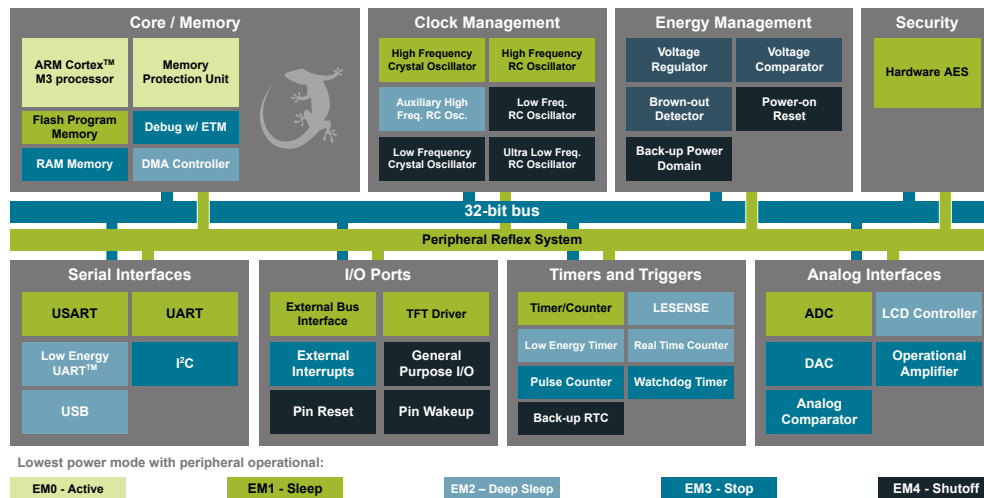 Core / Memory
ARM Cortex™
M3 processor
Memory
Protection Unit
Flash Program
Memory
Debug w/ ETM
RAM Memory
DMA Controller
Clock Management
High Frequency
Crystal Oscillator
High Frequency
RC Oscillator
Auxiliary High
Freq. RC Osc.
Low Freq.
RC Oscillator
Low Frequency
Crystal Oscillator
Ultra Low Freq.
RC Oscillator
Energy Management
Voltage
Regulator
Voltage
Comparator
Brown-out
Detector
Power-on
Reset
Back-up Power
Domain
Security
Hardware AES
32-bit bus
Peripheral Reflex System
Serial Interfaces
USART
UART
Low Energy
UART™
I²C
USB
I/O Ports
External Bus
Interface
TFT Driver
External
Interrupts
General
Purpose I/O
Pin Reset
Pin Wakeup
Timers and Triggers
Timer/Counter
LESENSE
Low Energy Timer
Real Time Counter
Pulse Counter
Watchdog Timer
Back-up RTC
Analog Interfaces
ADC
LCD Controller
DAC
Operational
Amplifier
Analog
Comparator
Lowest power mode with peripheral operational:
EM0 - Active
EM1 - Sleep
EM2 – Deep Sleep
EM3 - Stop
EM4 - Shutoff